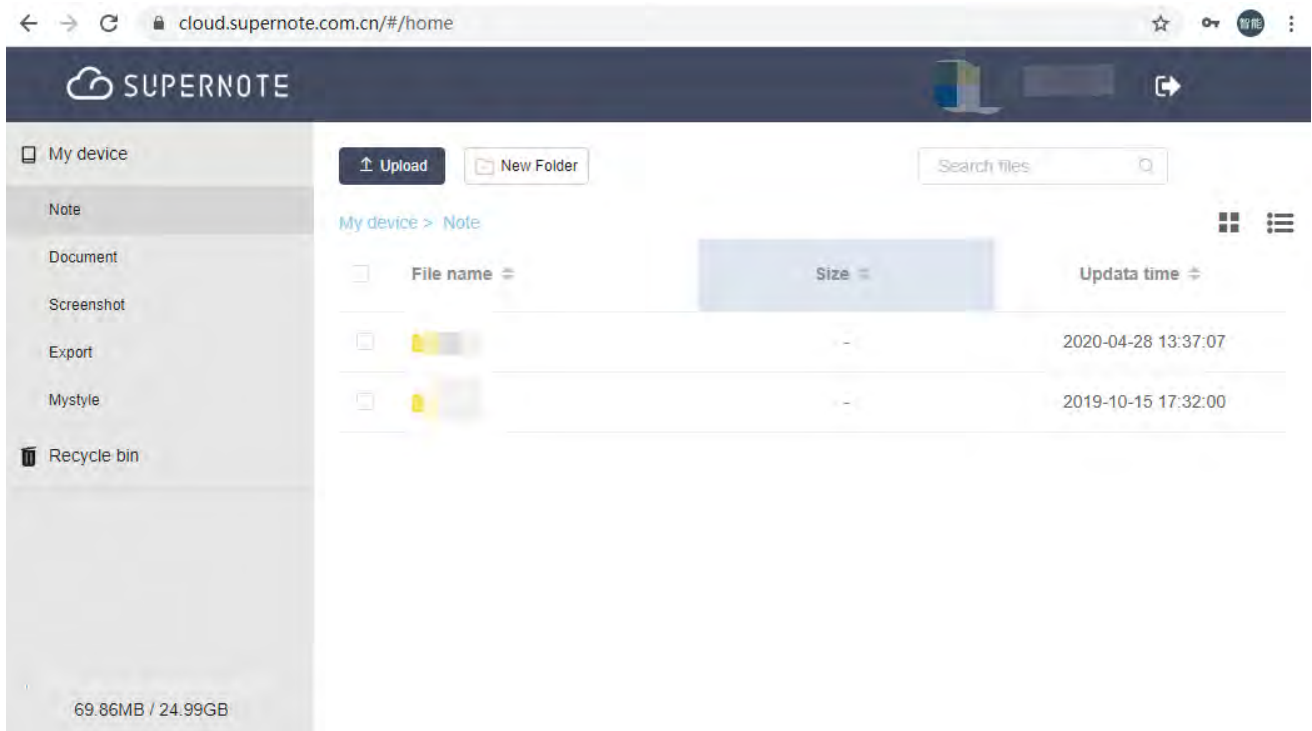 cloud.supernote.com.cn/#/home
智能
SUPERNOTE
My device
Note
Document
Screenshot
Export
Mystyle
Recycle bin
69.86MB / 24.99GB
Upload New Folder Search files
My device > Note
File name Size Updata time
- 2020-04-28 13:37:07
- 2019-10-15 17:32:00